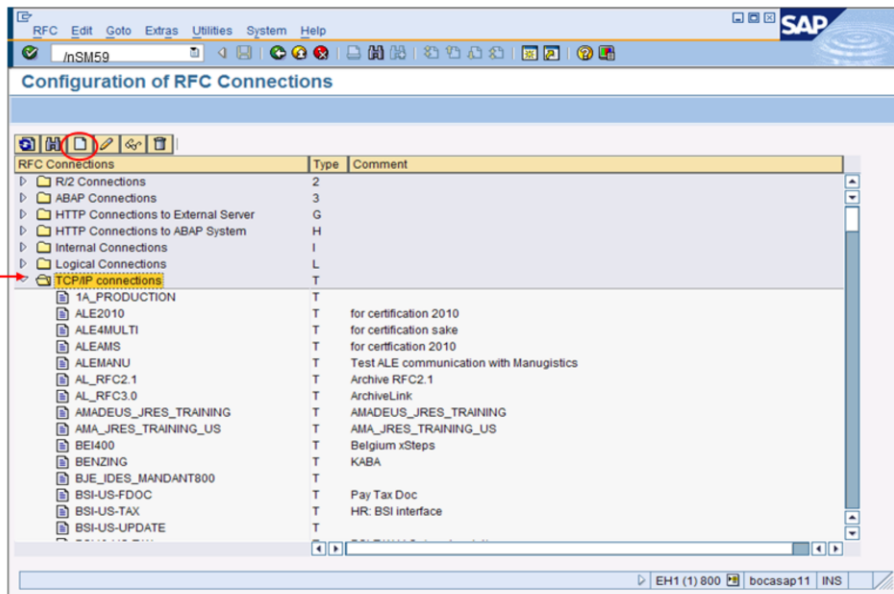 RFC Edit Goto Extras Utilities System Help
SAP
/nSM59
Configuration of RFC Connections
RFC Connections Type Comment
R/2 Connections 2
ABAP Connections 3
HTTP Connections to External Server G
HTTP Connections to ABAP System H
Internal Connections I
Logical Connections L
TCP/IP connections T
1A_PRODUCTION T
ALE2010 T for certification 2010
ALE4MULTI T for certification sake
ALEAMS T for certfication 2010
ALEMANU T Test ALE communication with Manugistics
AL_RFC2.1 T Archive RFC2.1
AL_RFC3.0 T ArchiveLink
AMADEUS_JRES_TRAINING T AMADEUS_JRES_TRAINING
AMA_JRES_TRAINING_US T AMA_JRES_TRAINING_US
BEI400 T Belgium xSteps
BENZING T KABA
BJE_IDES_MANDANT800 T
BSI-US-FDOC T Pay Tax Doc
BSI-US-TAX T HR: BSI interface
BSI-US-UPDATE T
EH1 (1) 800 bocasap11 INS